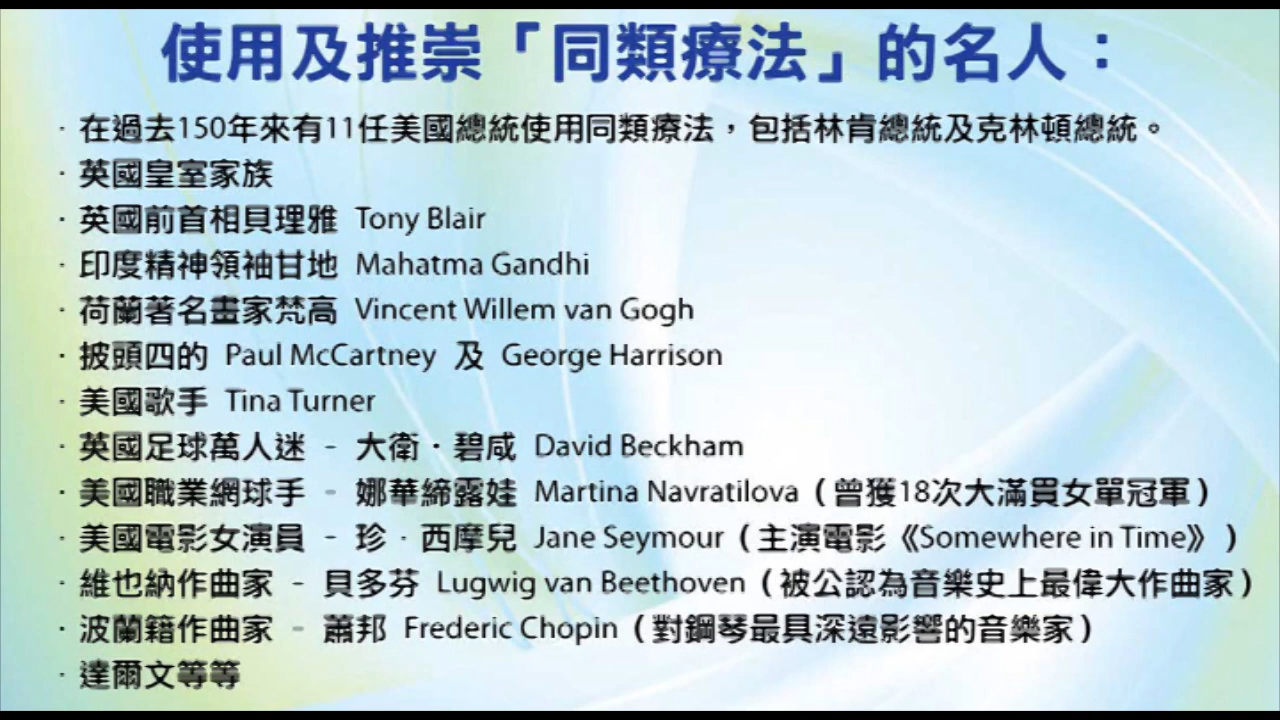 使用及推崇「同類療法」的名人：
· 在過去150年來有11任美國總統使用同類療法，包括林肯總統及克林頓總統。
· 英國皇室家族
· 英國前首相貝理雅 Tony Blair
· 印度精神領袖甘地 Mahatma Gandhi
· 荷蘭著名畫家梵高 Vincent Willem van Gogh
· 披頭四的 Paul McCartney 及 George Harrison
· 美國歌手 Tina Turner
· 英國足球萬人迷 - 大衛·碧咸 David Beckham
· 美國職業網球手 - 娜華締露娃 Martina Navratilova（曾獲18次大滿貫女單冠軍）
· 美國電影女演員 - 珍·西摩兒 Jane Seymour（主演電影《Somewhere in Time》）
· 維也納作曲家 - 貝多芬 Lugwig van Beethoven（被公認為音樂史上最偉大作曲家）
· 波蘭籍作曲家 - 蕭邦 Frederic Chopin（對鋼琴最具深遠影響的音樂家）
· 達爾文等等